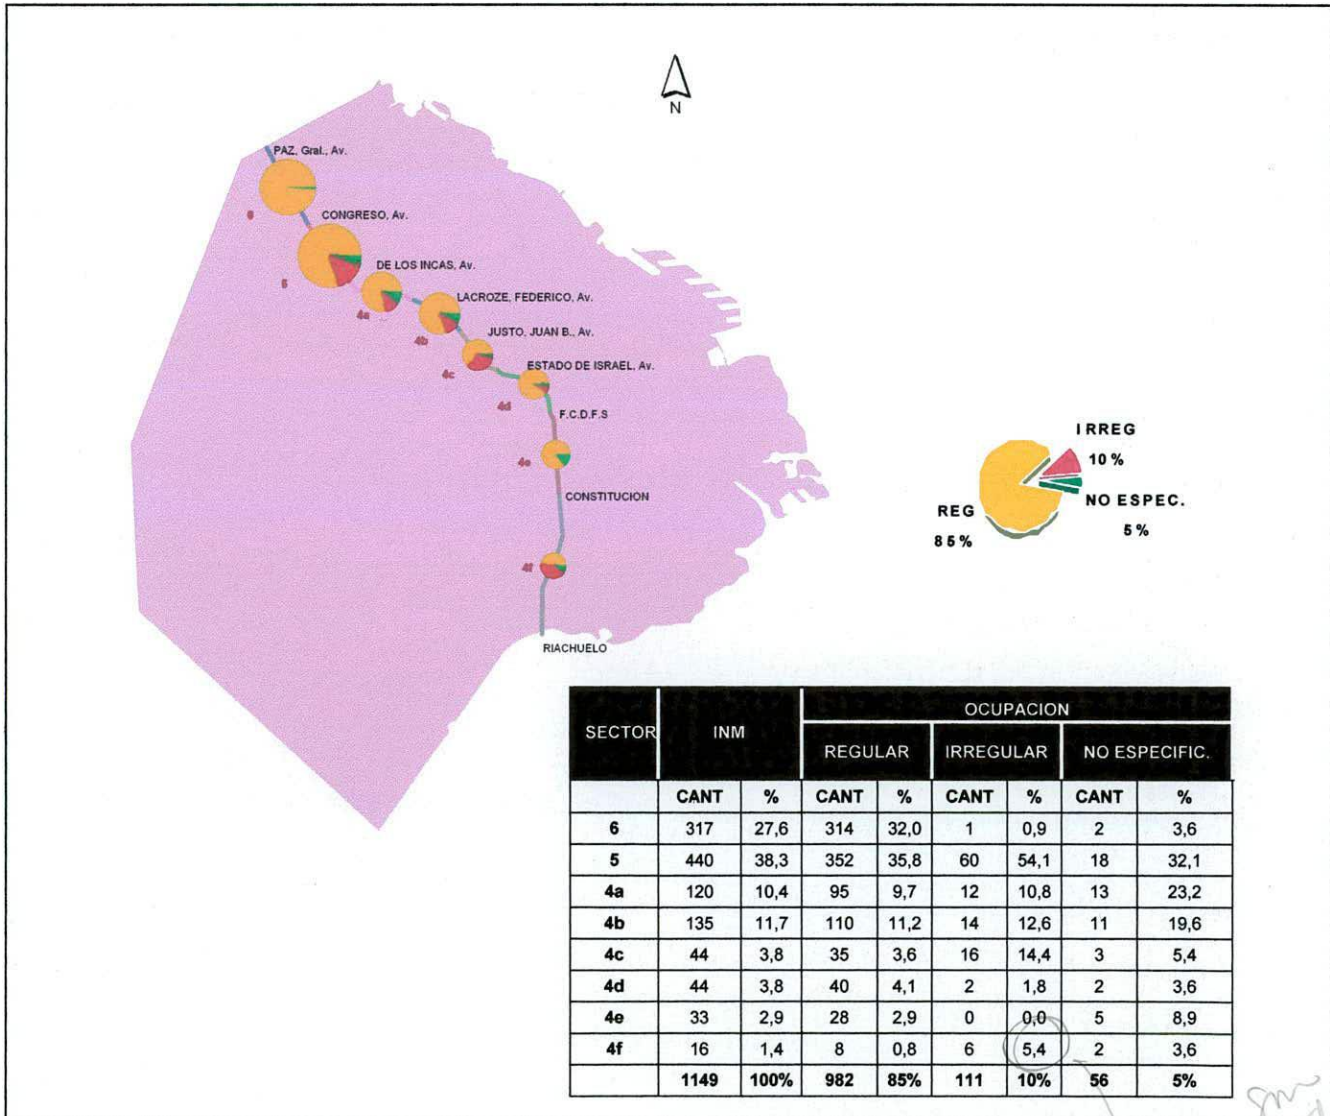 N
PAZ, Gral., Av.
6
CONGRESO, Av.
5
DE LOS INCAS, Av.
4a
LACROZE, FEDERICO, Av.
4b
JUSTO, JUAN B., Av.
4c
ESTADO DE ISRAEL, Av.
4d
F.C.D.F.S
4e
CONSTITUCION
4f
RIACHUELO
IRREG
10%
NO ESPEC.
5%
REG
85%
SECTOR INM OCUPACION
REGULAR IRREGULAR NO ESPECIFIC.
CANT % CANT % CANT % CANT %
6 317 27,6 314 32,0 1 0,9 2 3,6
5 440 38,3 352 35,8 60 54,1 18 32,1
4a 120 10,4 95 9,7 12 10,8 13 23,2
4b 135 11,7 110 11,2 14 12,6 11 19,6
4c 44 3,8 35 3,6 16 14,4 3 5,4
4d 44 3,8 40 4,1 2 1,8 2 3,6
4e 33 2,9 28 2,9 0 0,0 5 8,9
4f 16 1,4 8 0,8 6 5,4 2 3,6
1149 100% 982 85% 111 10% 56 5%